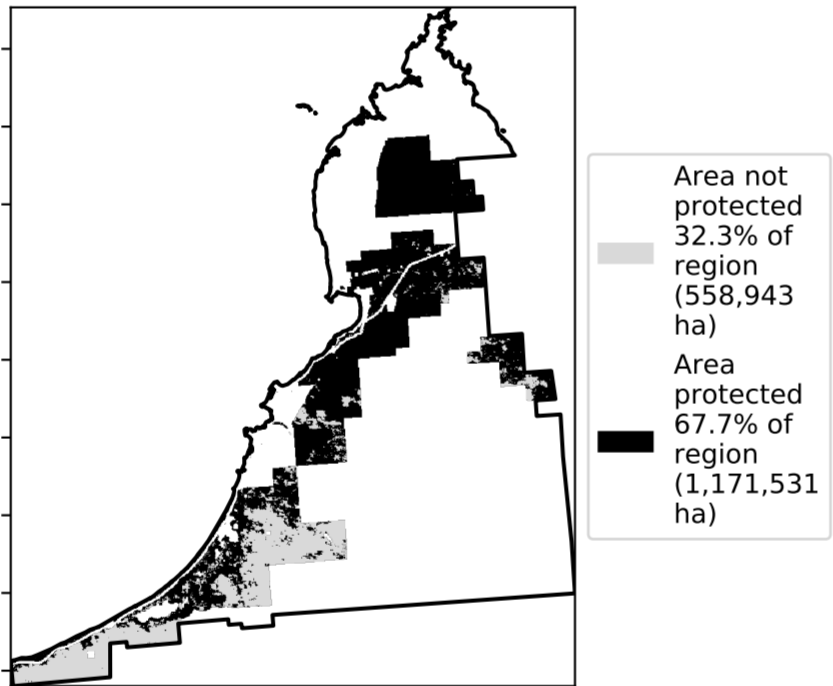 Area not
protected
32.3% of
region
(558,943
ha)
Area
protected
67.7% of
region
(1,171,531
ha)